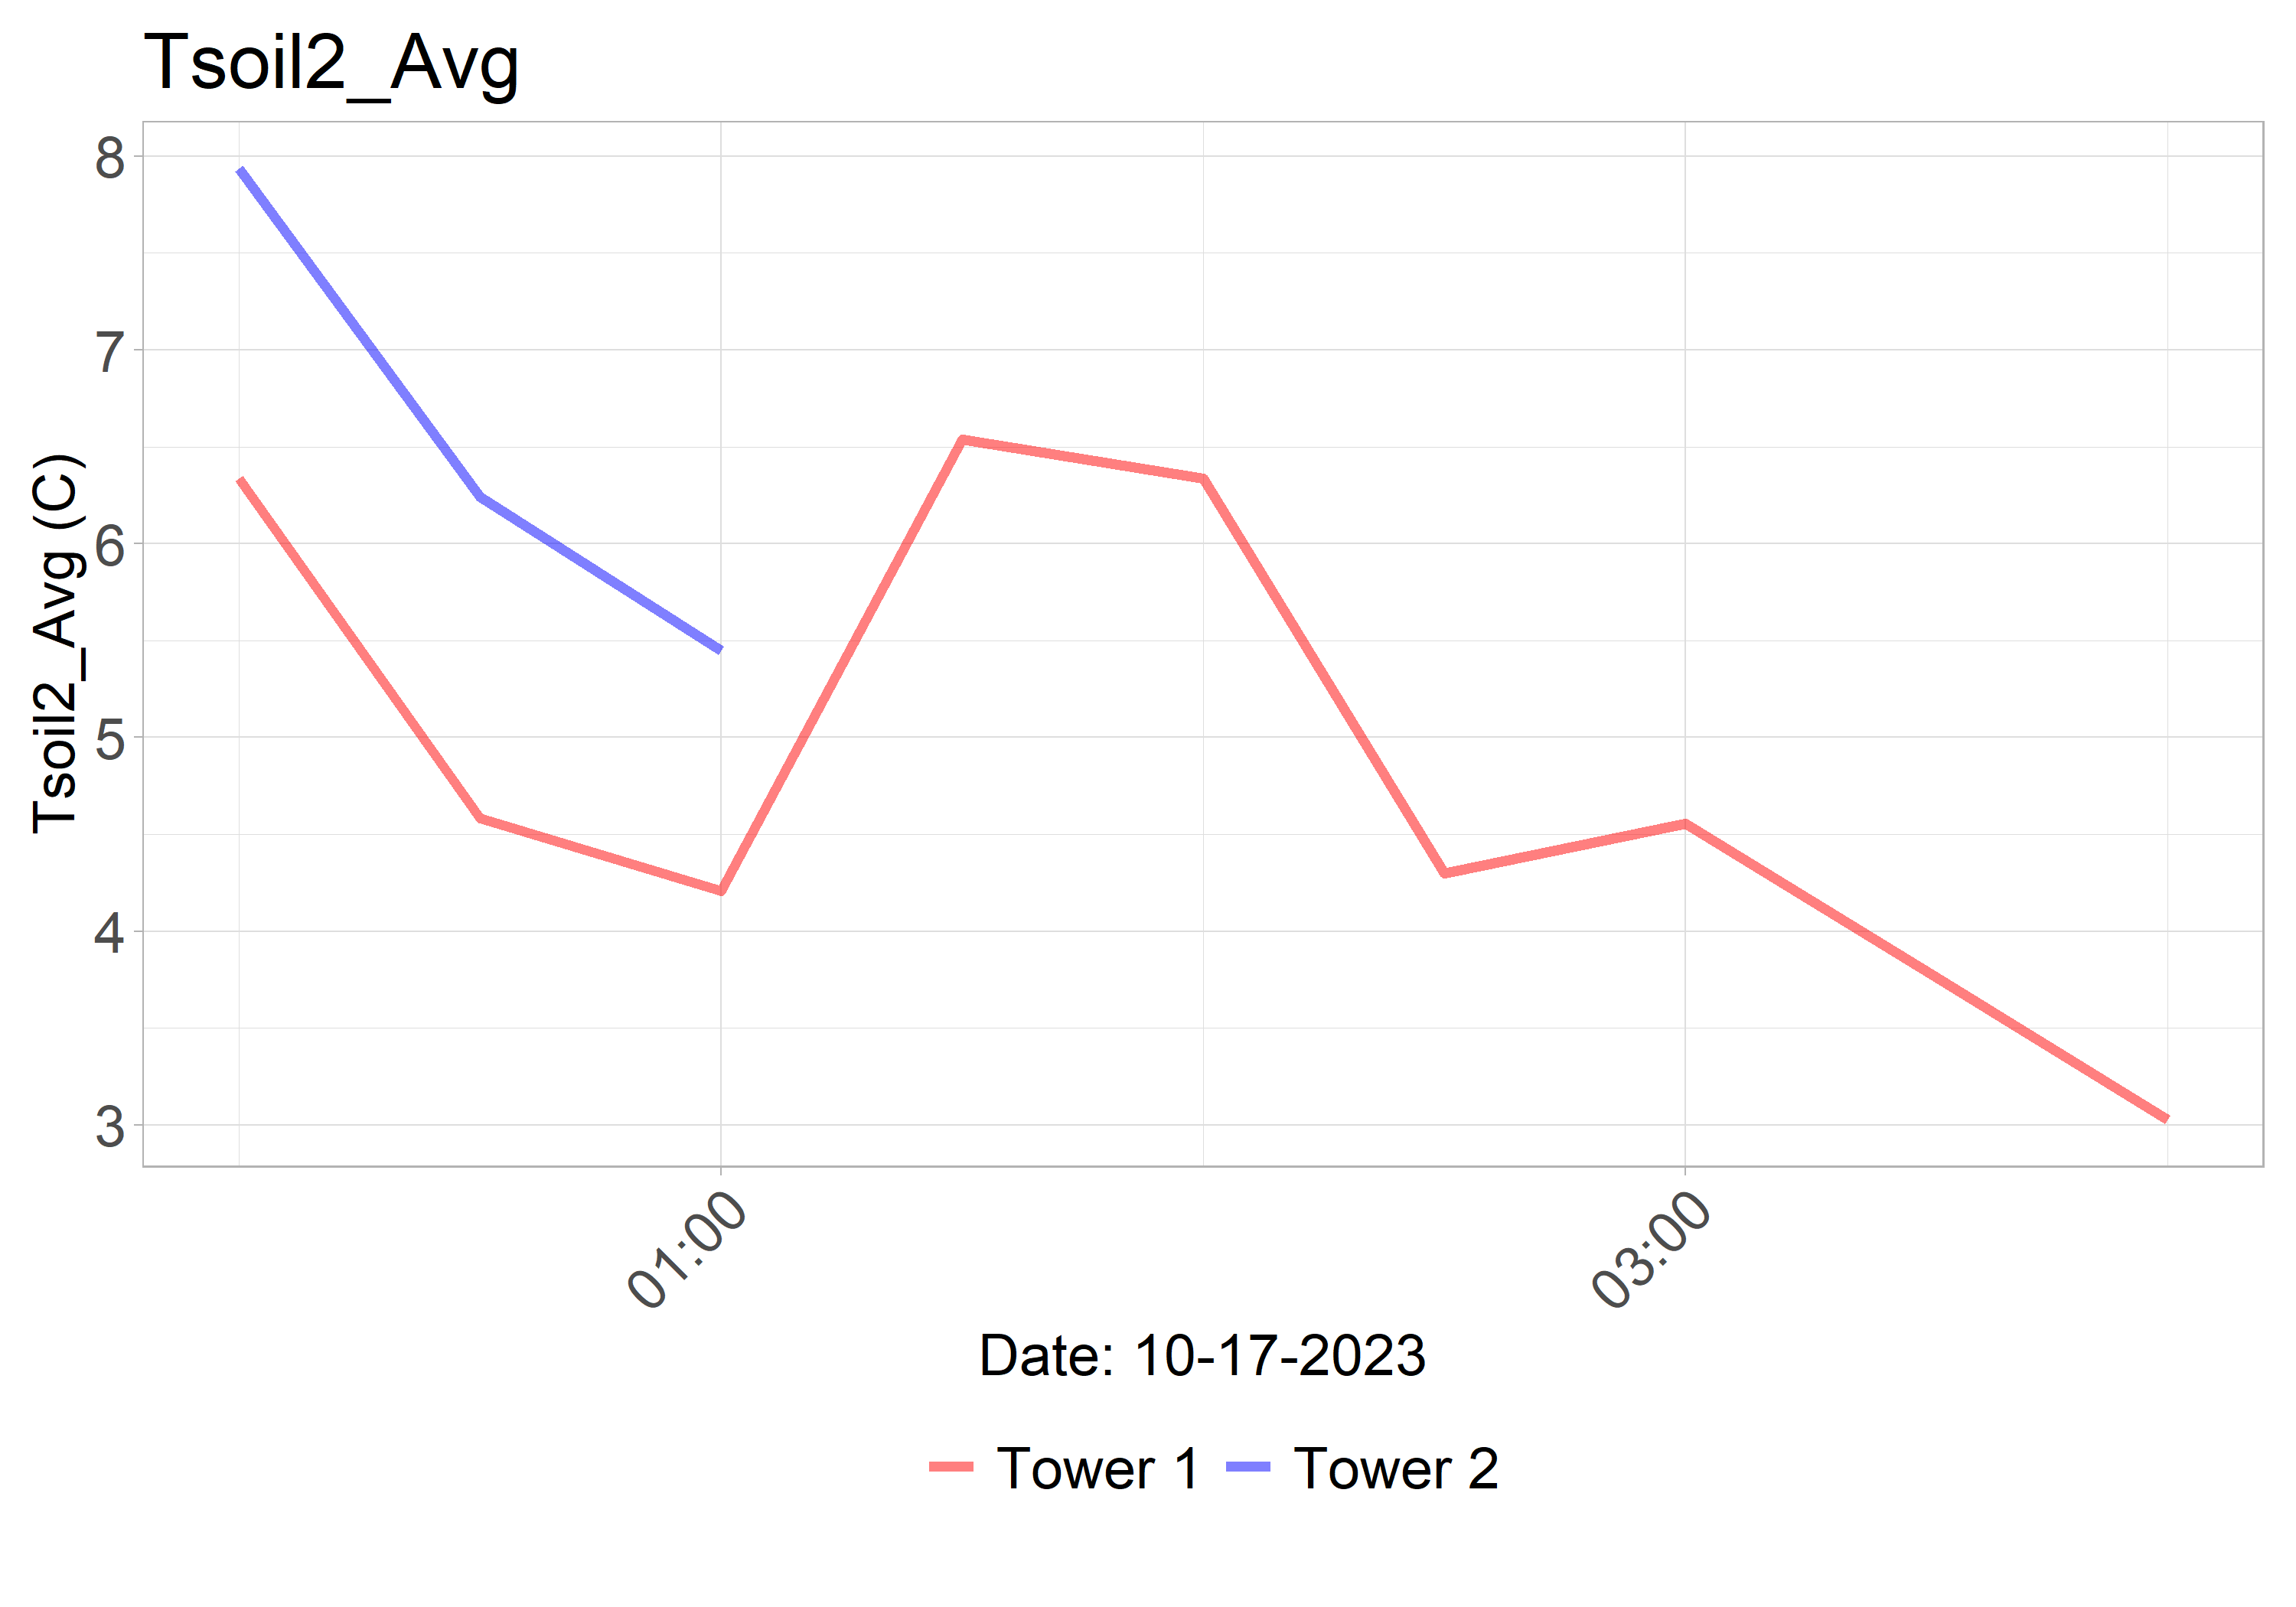 Tsoil2_Avg
Tsoil2_Avg (C)
8
7
6
5
4
3
01:00
03:00
Date: 10-17-2023
Tower 1
Tower 2